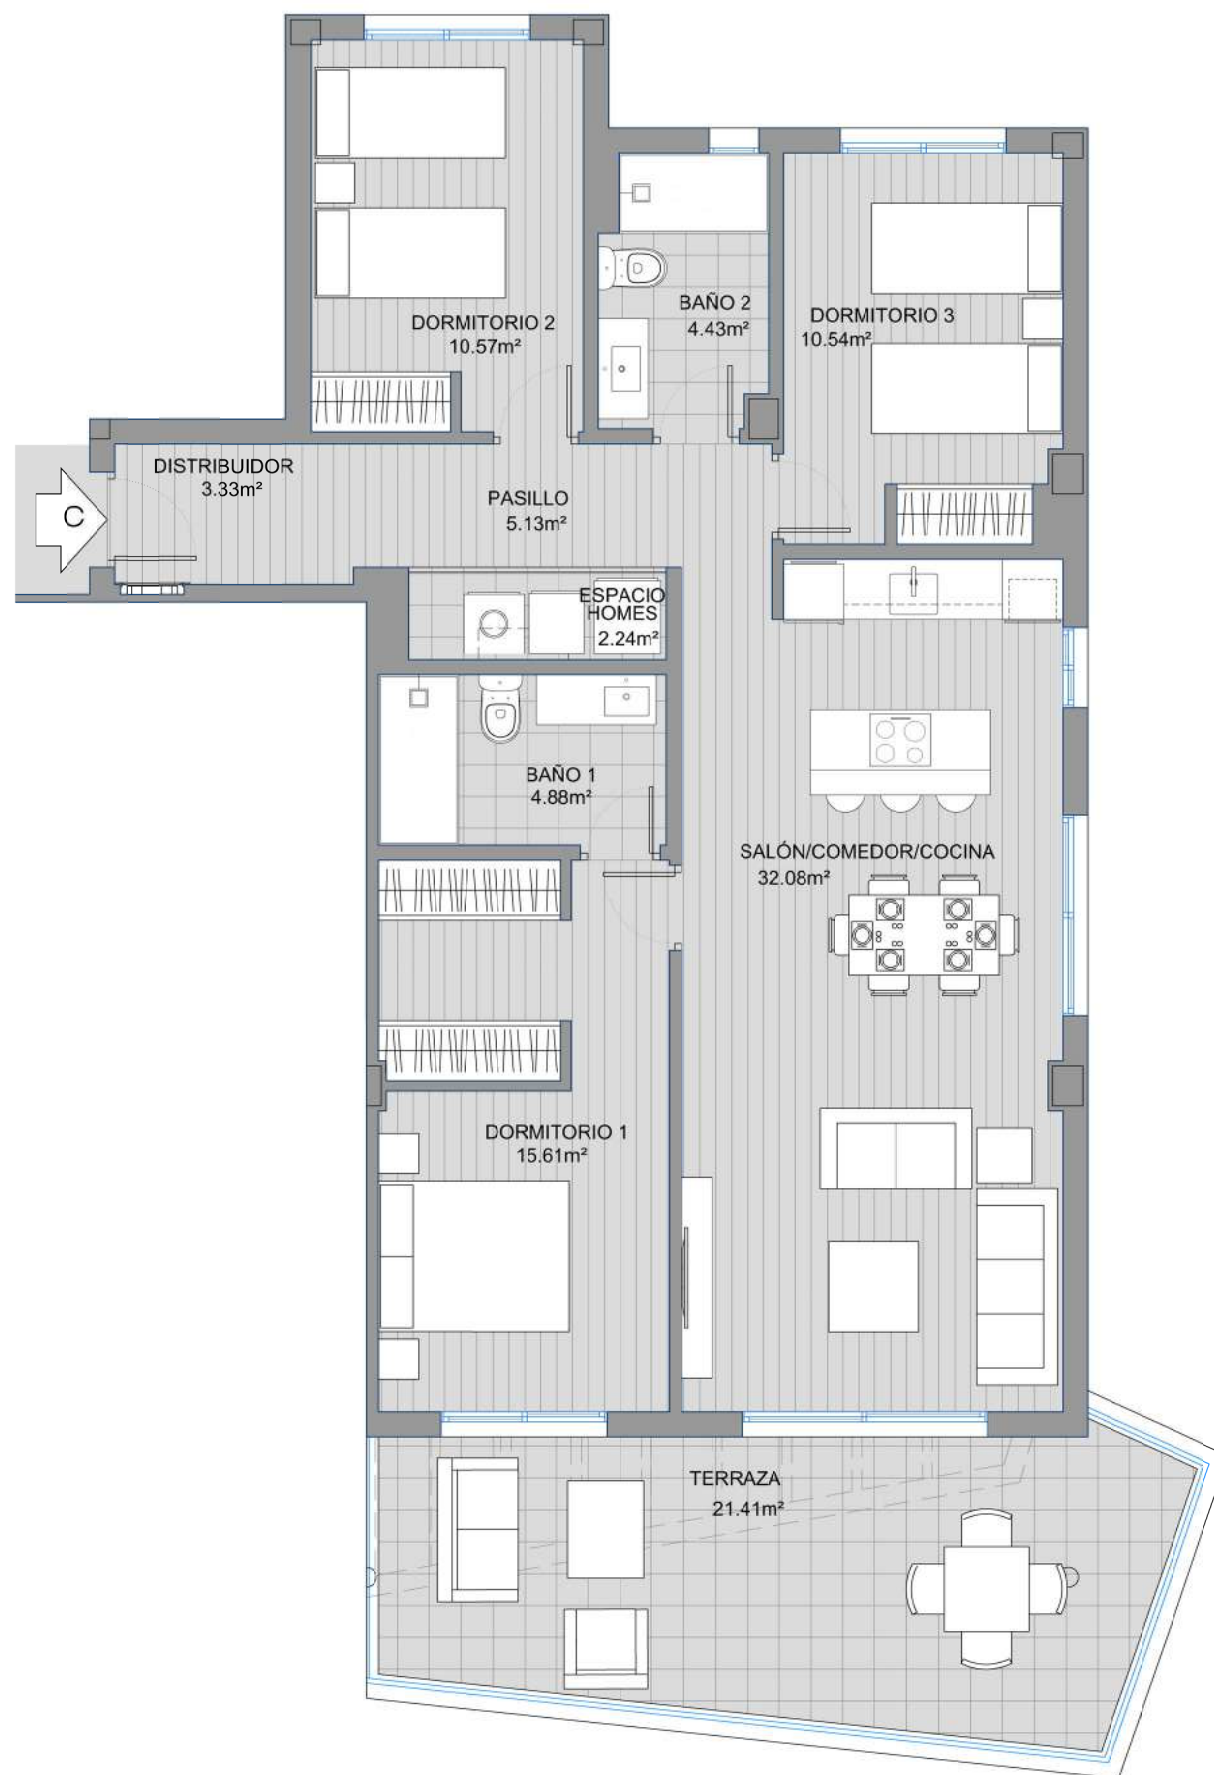 DORMITORIO 2
10.57m²
BAÑO 2
4.43m²
DORMITORIO 3
10.54m²
DISTRIBUIDOR
3.33m²
C
PASILLO
5.13m²
ESPACIO
HOMES
2.24m²
BAÑO 1
4.88m²
SALÓN/COMEDOR/COCINA
32.08m²
DORMITORIO 1
15.61m²
TERRAZA
21.41m²